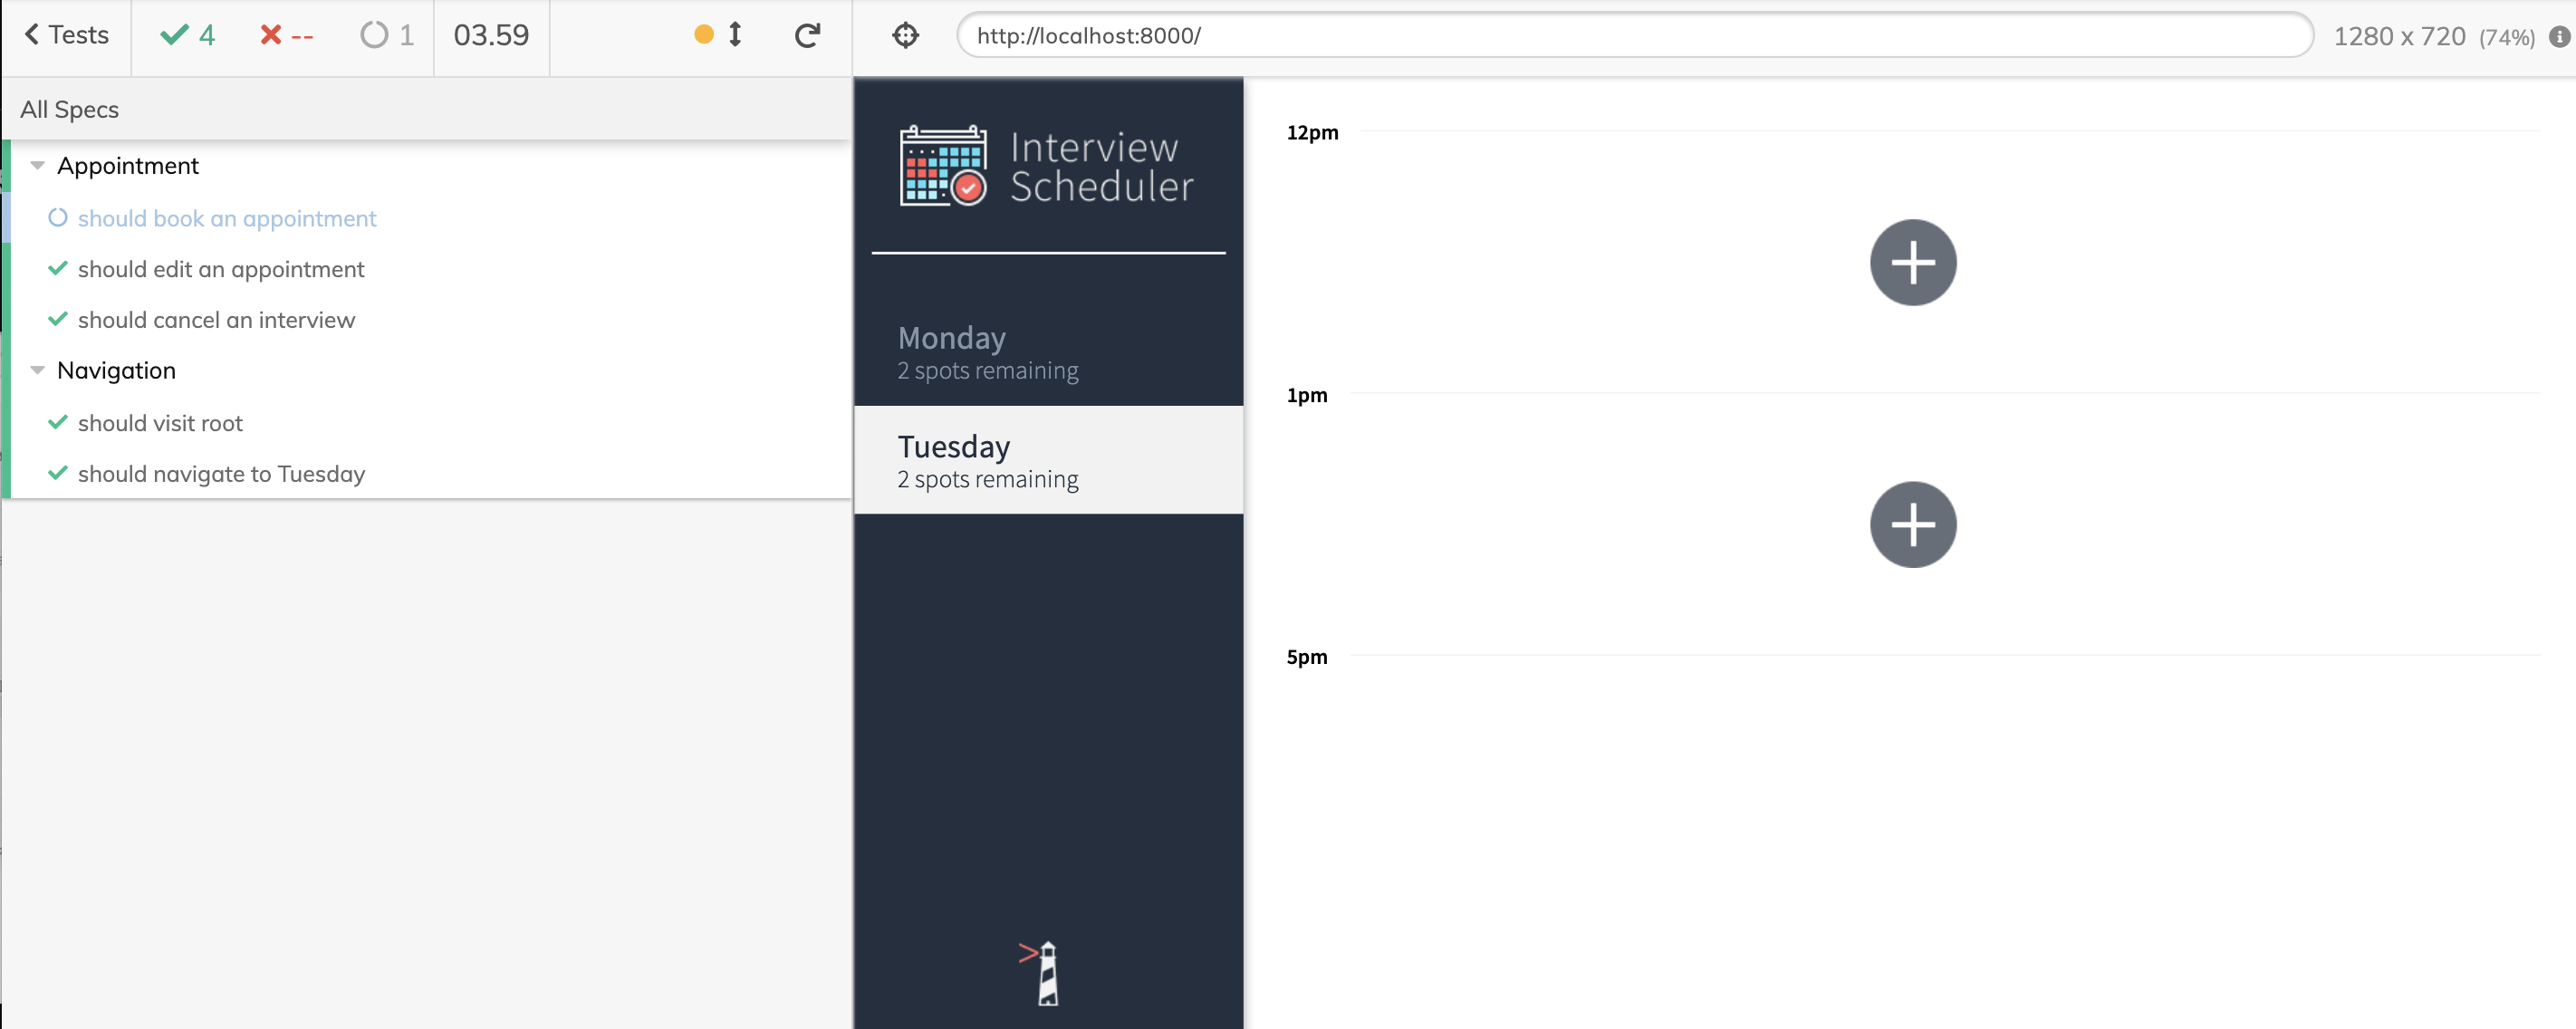 Tests
4
--
1
03.59
http://localhost:8000/
1280 x 720 (74%)
All Specs
Appointment
should book an appointment
should edit an appointment
should cancel an interview
Navigation
should visit root
should navigate to Tuesday
Interview
Scheduler
Monday
2 spots remaining
Tuesday
2 spots remaining
12pm
1pm
5pm